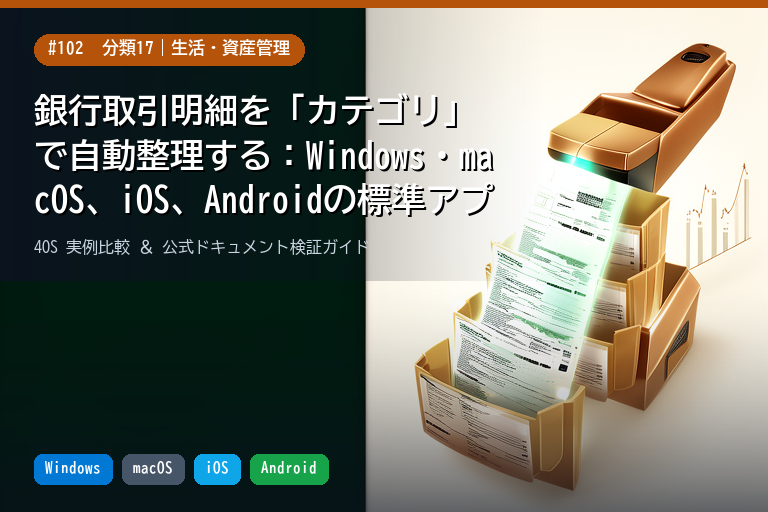 #102 分類17｜生活・資産管理
銀行取引明細を「カテゴリ」
で自動整理する：Windows・ma
cOS、iOS、Androidの標準アプ
4OS 実例比較 ＆ 公式ドキュメント検証ガイド
Windows macOS iOS Android